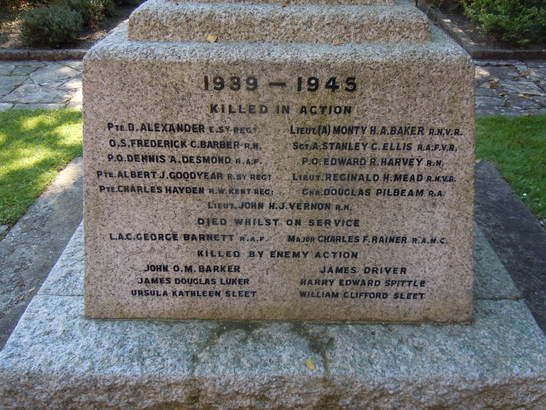 1939 — 1945
KILLED IN ACTION
PTE. D. ALEXANDER E. SY REGT. LIEUT. (A) MONTY H. A. BAKER R.N.V.R.
O.S. FREDERICK C. BARBER R.N. SGT. A. STANLEY C. ELLIS R.A.F.V.R.
P.O. DENNIS A. DESMOND R.A.F. P.O. EDWARD R. HARVEY R.N.
PTE. ALBERT J. GOODYEAR R. BY REGT LIEUT. REGINALD H. MEAD R.N.V.R.
PTE. CHARLES HAYDEN R.W. KENT REGT. GNR. DOUGLAS PILBEAM R.A.
LIEUT. JOHN H. J. VERNON R.N.
DIED WHILST ON SERVICE
L.A.C. GEORGE BARNETT R.A.F. MAJOR CHARLES F. RAINER R.A.M.C.
KILLED BY ENEMY ACTION
JOHN O. M. BARKER JAMES DRIVER
JAMES DOUGLAS LUKER HARRY EDWARD SPITTLE
URSULA KATHLEEN SLEET WILLIAM CLIFFORD SLEET